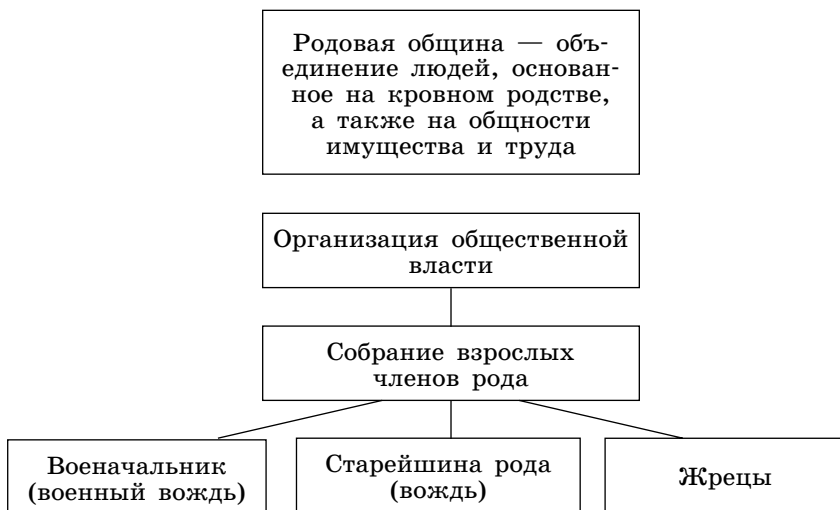 Родовая община — объ-
единение людей, основан-
ное на кровном родстве,
а также на общности
имущества и труда
Организация общественной
власти
Собрание взрослых
членов рода
Военачальник
(военный вождь)
Старейшина рода
(вождь)
Жрецы